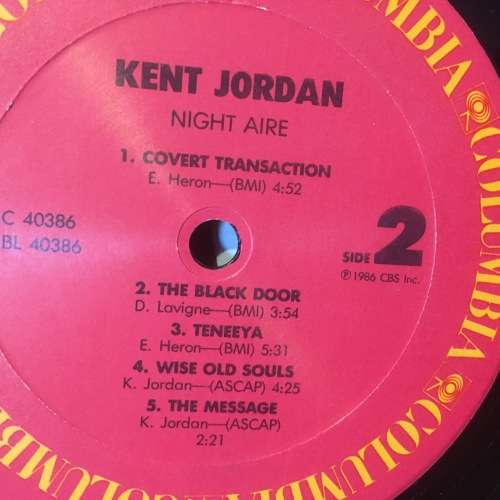 KENT JORDAN
NIGHT AIRE
1. COVERT TRANSACTION
E. Heron—(BMI) 4:52
C 40386
BL 40386
SIDE 2
℗1986 CBS Inc.
2. THE BLACK DOOR
D. Lavigne—(BMI) 3:54
3. TENEEYA
E. Heron—(BMI) 5:31
4. WISE OLD SOULS
K. Jordan—(ASCAP) 4:25
5. THE MESSAGE
K. Jordan—(ASCAP)
2:21
COLUMBIA
COLUMBIA
COLUMBIA